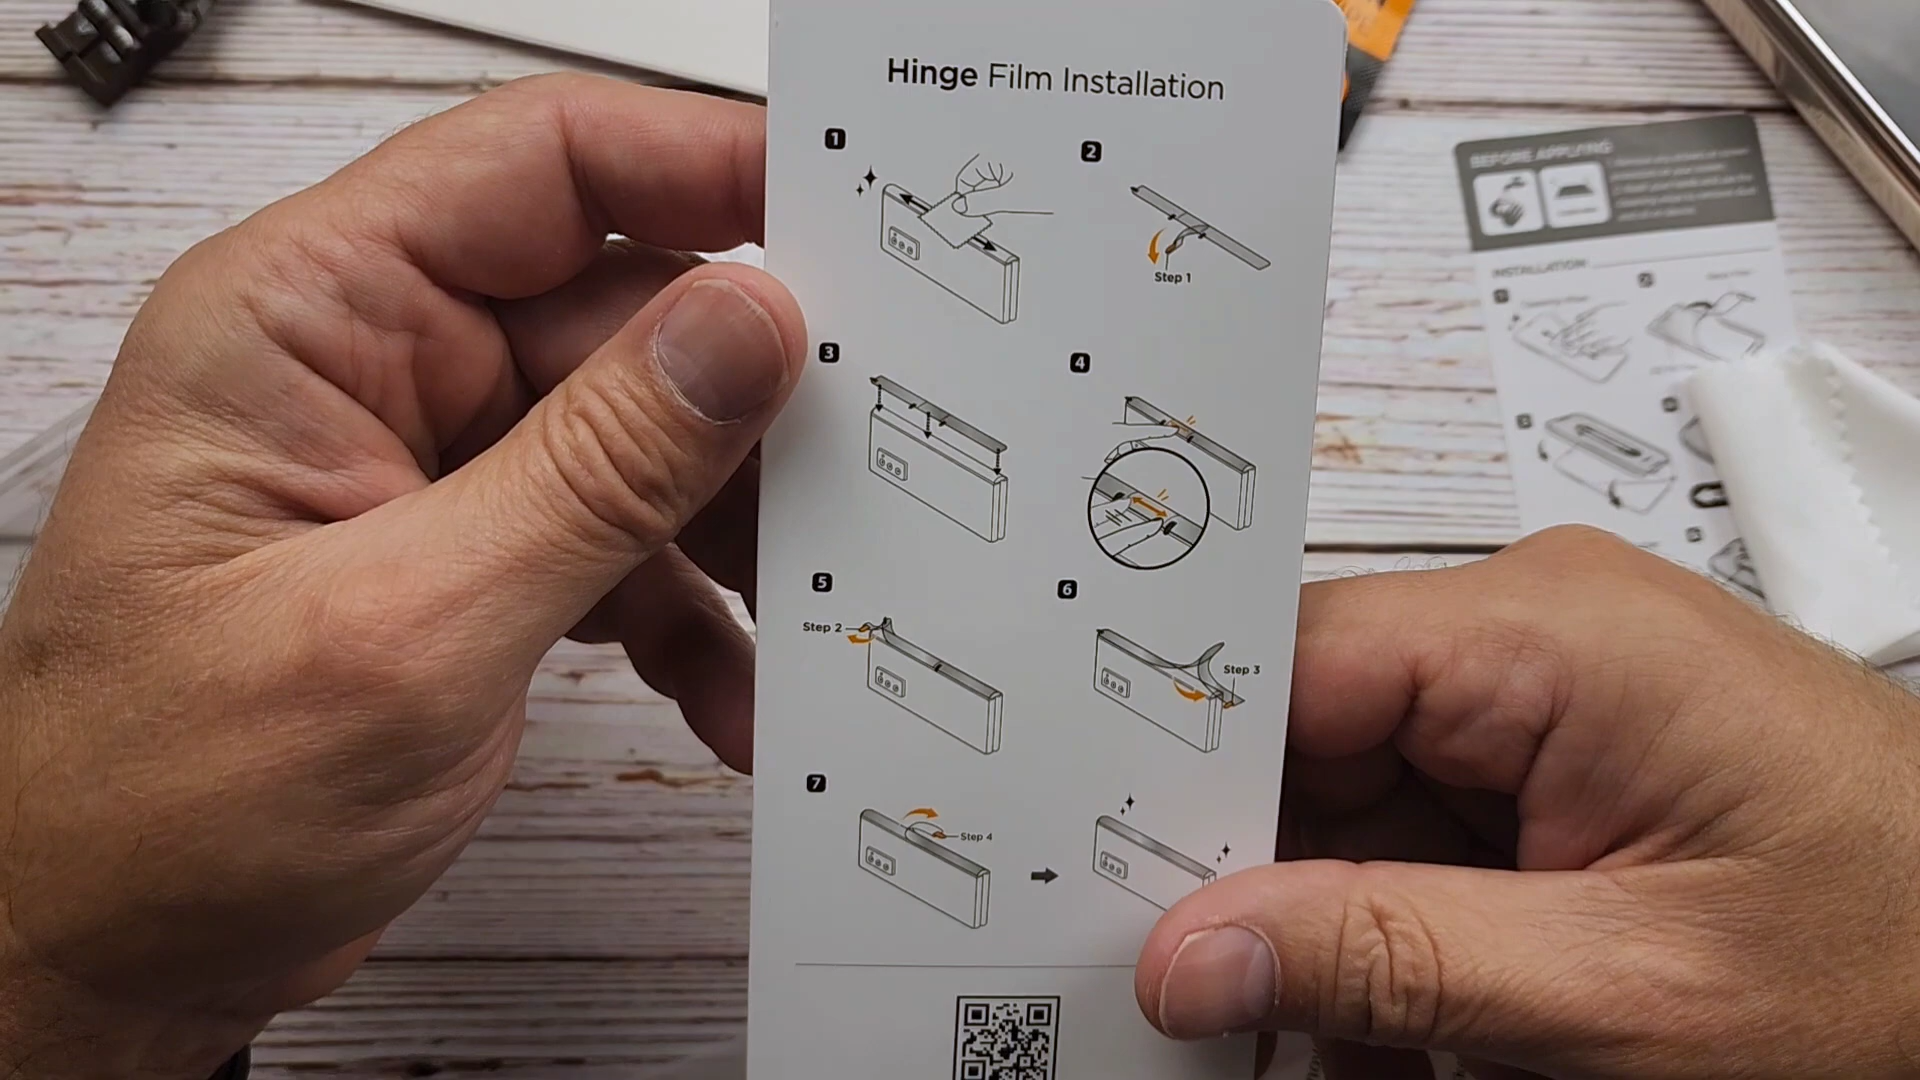 Hinge Film Installation
1
2
Step 1
3
4
5
Step 2
6
Step 3
7
Step 4
BEFORE APPLYING
INSTALLATION